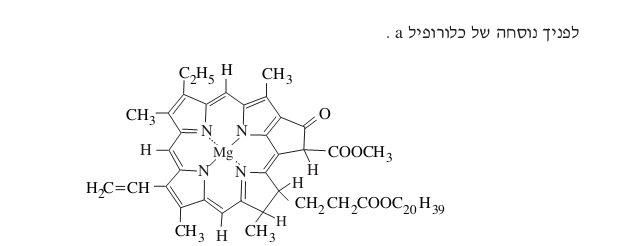 לפניך נוסחה של כלורופיל a .
C₂H₅ H CH₃
CH₃ O
N N
H Mg COOCH₃
N N H
H₂C=CH H
CH₂CH₂COOC₂₀H₃₉
H
CH₃ H CH₃